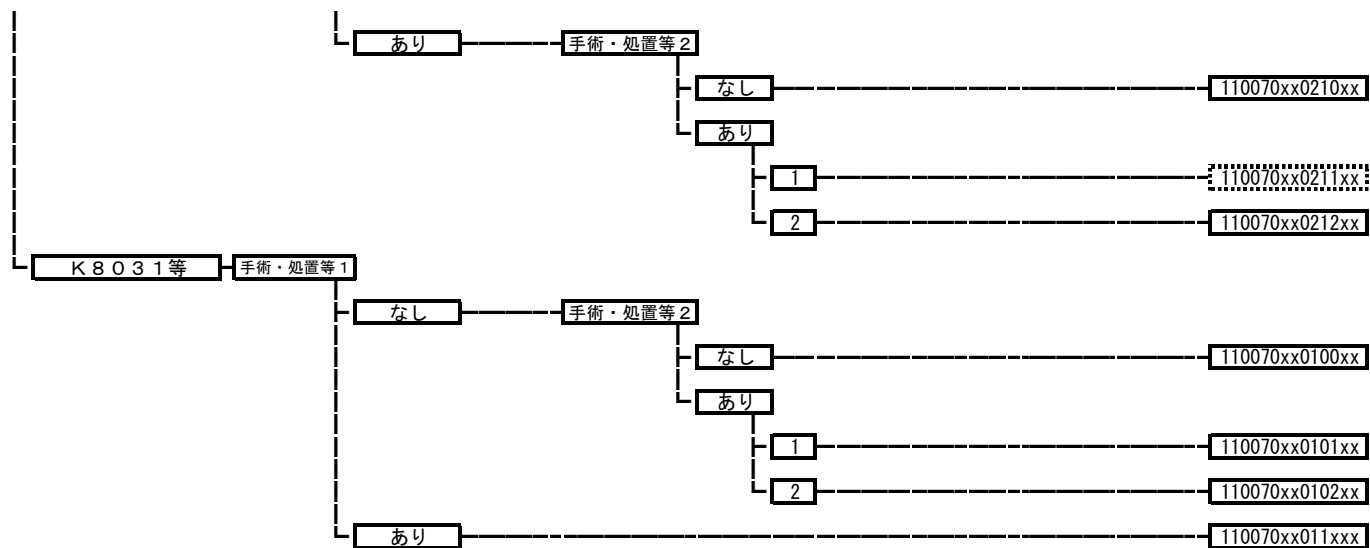 あり 手術・処置等2
なし 110070xx0210xx
あり
1 110070xx0211xx
2 110070xx0212xx
K8031等 手術・処置等1
なし 手術・処置等2
なし 110070xx0100xx
あり
1 110070xx0101xx
2 110070xx0102xx
あり 110070xx011xxx